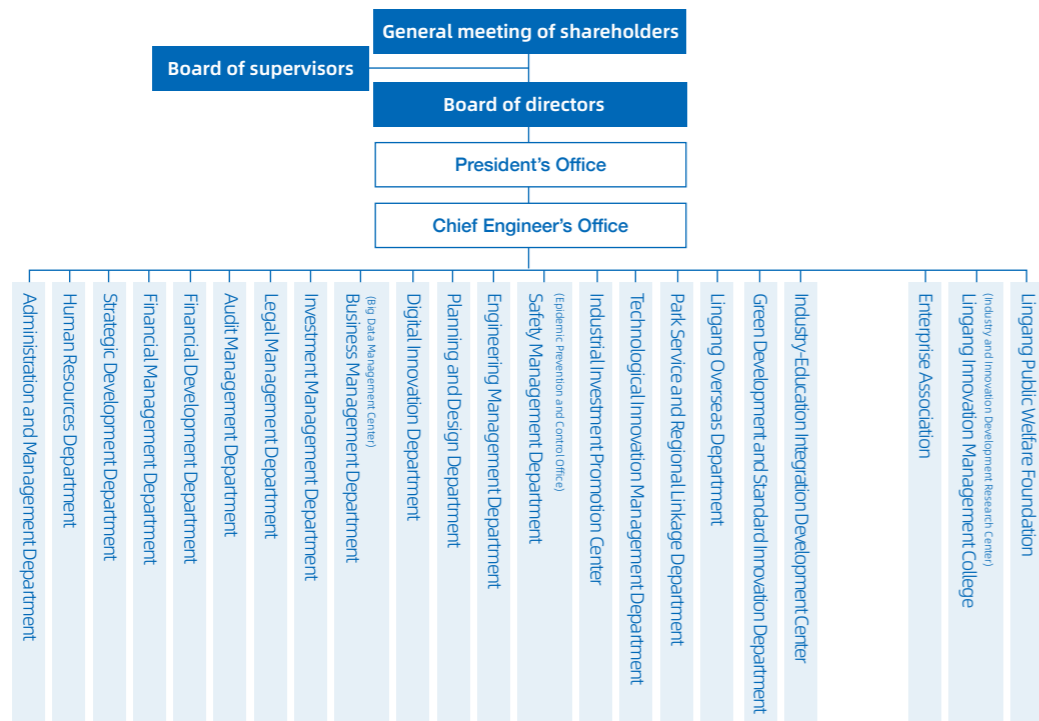 General meeting of shareholders
Board of supervisors
Board of directors
President's Office
Chief Engineer's Office
Administration and Management Department
Human Resources Department
Strategic Development Department
Financial Management Department
Financial Development Department
Audit Management Department
Legal Management Department
Investment Management Department
(Big Data Management Center)
Business Management Department
Digital Innovation Department
Planning and Design Department
Engineering Management Department
(Epidemic Prevention and Control Office)
Safety Management Department
Industrial Investment Promotion Center
Technological Innovation Management Department
Park Service and Regional Linkage Department
Lingang Overseas Department
Green Development and Standard Innovation Department
Industry-Education Integration Development Center
Enterprise Association
(Industry and Innovation Development Research Center)
Lingang Innovation Management College
Lingang Public Welfare Foundation